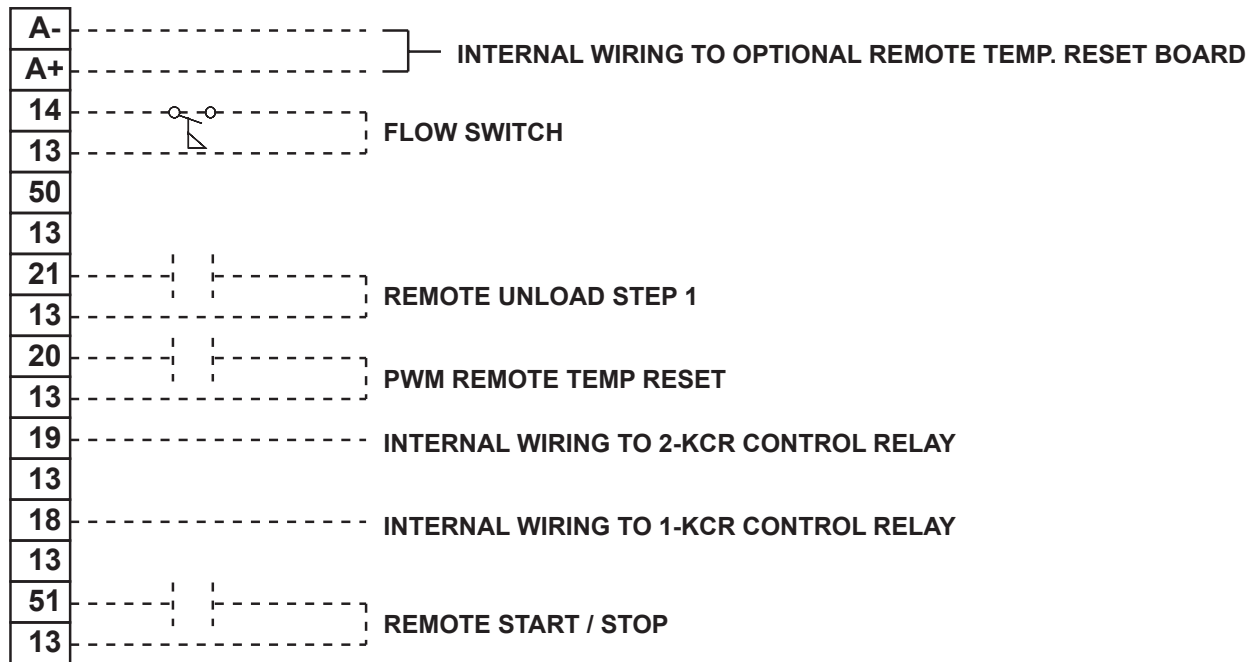 A-
INTERNAL WIRING TO OPTIONAL REMOTE TEMP. RESET BOARD
A+
14
FLOW SWITCH
13
50
13
21
REMOTE UNLOAD STEP 1
13
20
PWM REMOTE TEMP RESET
13
19
INTERNAL WIRING TO 2-KCR CONTROL RELAY
13
18
INTERNAL WIRING TO 1-KCR CONTROL RELAY
13
51
REMOTE START / STOP
13